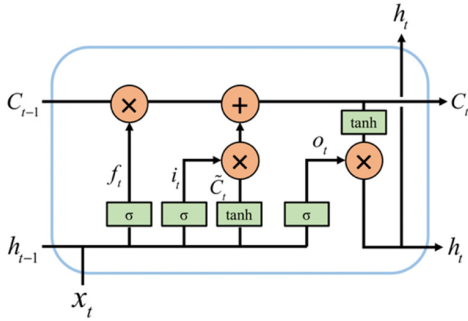 h_t
C_{t-1}
C_t
tanh
f_t
i_t
C̃_t
o_t
σ
σ
tanh
σ
h_{t-1}
h_t
x_t